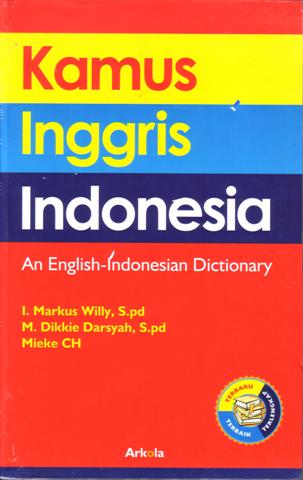 Kamus
Inggris
Indonesia
An English-Indonesian Dictionary
I. Markus Willy, S.pd
M. Dikkie Darsyah, S.pd
Mieke CH
TERBARU
TERLENGKAP
TERBAIK
Arkola